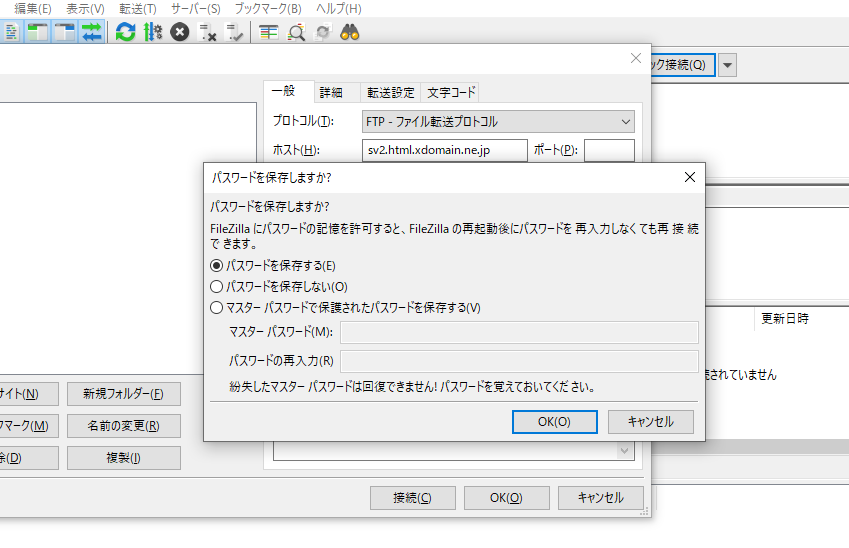 編集(E) 表示(V) 転送(T) サーバー(S) ブックマーク(B) ヘルプ(H)
ック接続(Q)
一般 詳細 転送設定 文字コード
プロトコル(T): FTP - ファイル転送プロトコル
ホスト(H): sv2.html.xdomain.ne.jp ポート(P):
パスワードを保存しますか?
パスワードを保存しますか?
FileZilla にパスワードの記憶を許可すると、FileZilla の再起動後にパスワードを 再入力しなくても再 接 続
で きます。
パスワードを保存する(E)
パスワードを保存しない(O)
マスター パスワードで保護されたパスワードを保存する(V)
マスター パスワード(M):
パスワードの再入力(R)
紛失したマスター パスワードは回復できません! パスワードを覚えておいてください。
OK(O) キャンセル
更新日時
されていません
サイト(N) 新規フォルダー(F)
クマーク(M) 名前の変更(R)
除(D) 複製(I)
接続(C) OK(O) キャンセル